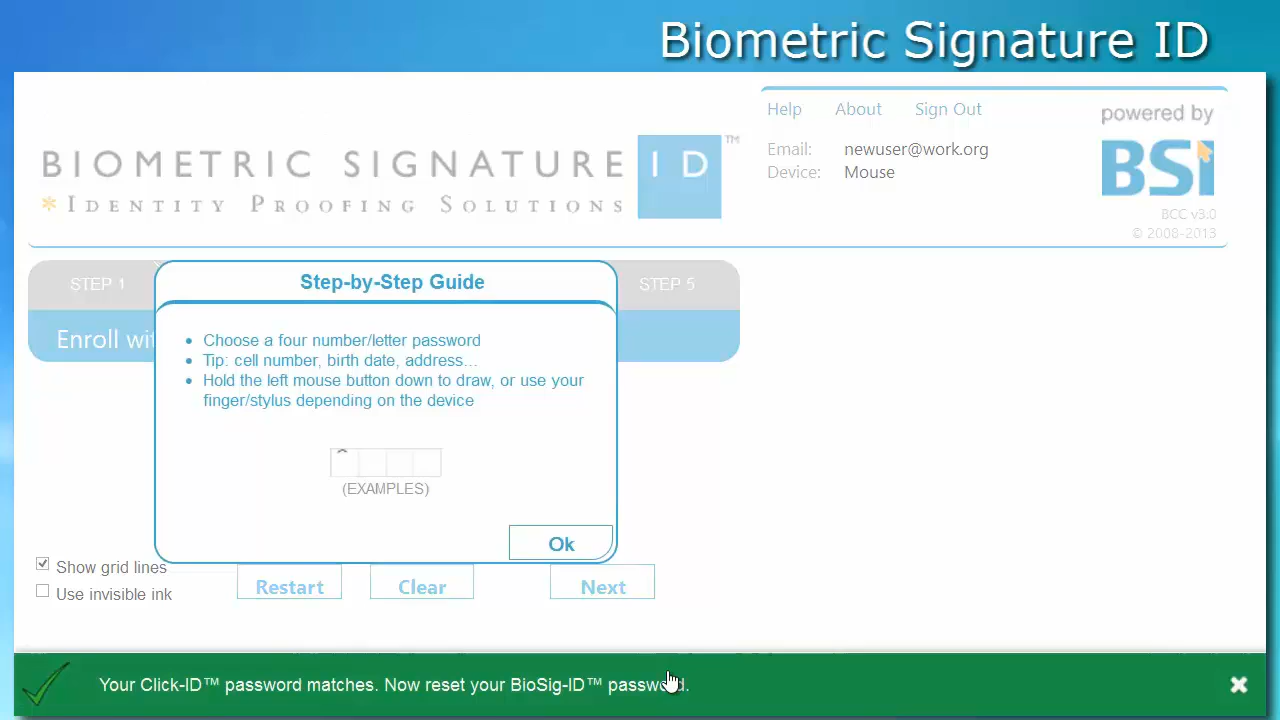 Biometric Signature ID
Help About Sign Out
powered by
BIOMETRIC SIGNATURE ID™
Email: newuser@work.org
BSI
Device: Mouse
*IDENTITY PROOFING SOLUTIONS
BCC v3.0
© 2008-2013
STEP 1
Step-by-Step Guide
STEP 5
Enroll wit
• Choose a four number/letter password
• Tip: cell number, birth date, address...
• Hold the left mouse button down to draw, or use your
finger/stylus depending on the device
(EXAMPLES)
Ok
Show grid lines
Use invisible ink
Restart
Clear
Next
Your Click-ID™ password matches. Now reset your BioSig-ID™ password.